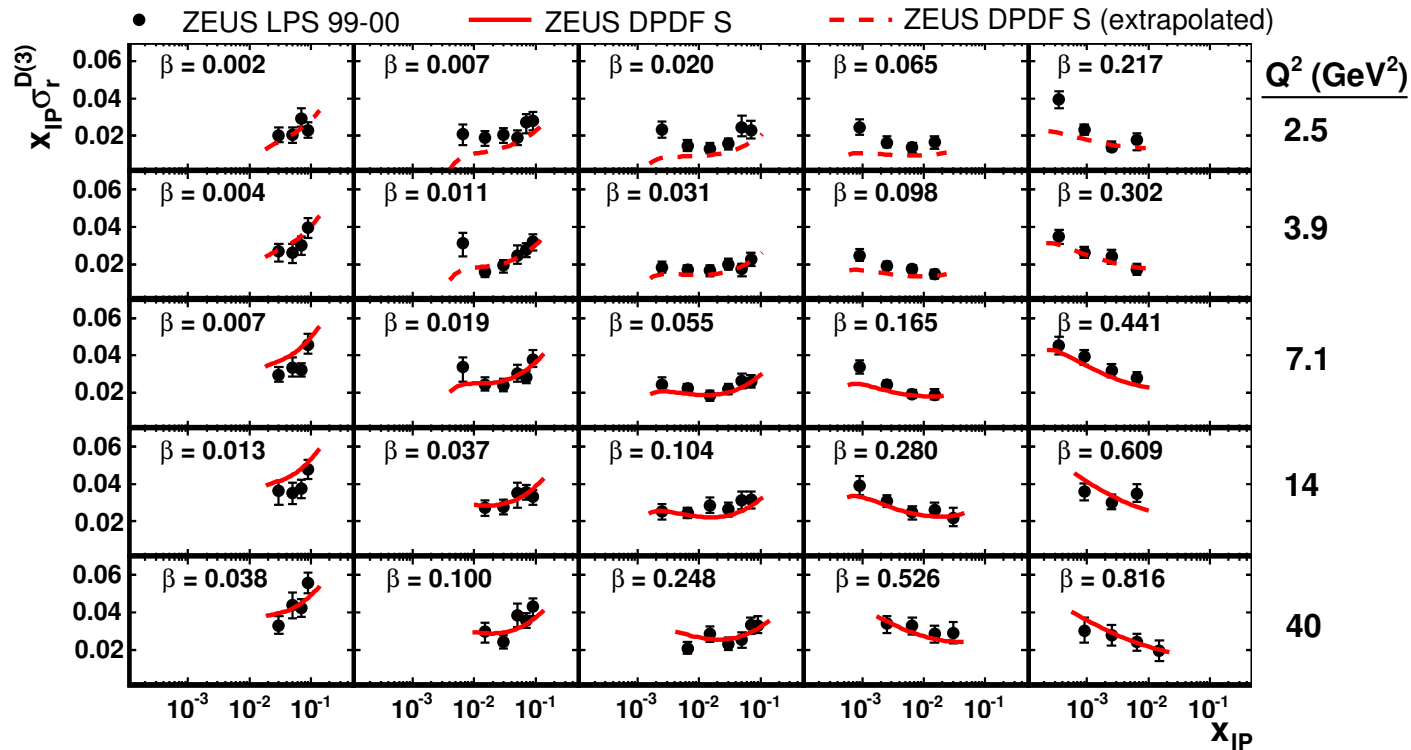 ZEUS LPS 99-00 ZEUS DPDF S ZEUS DPDF S (extrapolated)
x_IP σ_r^D(3)
Q² (GeV²)
0.06 β = 0.002 β = 0.007 β = 0.020 β = 0.065 β = 0.217
0.04
0.02
2.5
0.06 β = 0.004 β = 0.011 β = 0.031 β = 0.098 β = 0.302
0.04
0.02
3.9
0.06 β = 0.007 β = 0.019 β = 0.055 β = 0.165 β = 0.441
0.04
0.02
7.1
0.06 β = 0.013 β = 0.037 β = 0.104 β = 0.280 β = 0.609
0.04
0.02
14
0.06 β = 0.038 β = 0.100 β = 0.248 β = 0.526 β = 0.816
0.04
0.02
40
10⁻³ 10⁻² 10⁻¹ 10⁻³ 10⁻² 10⁻¹ 10⁻³ 10⁻² 10⁻¹ 10⁻³ 10⁻² 10⁻¹ 10⁻³ 10⁻² 10⁻¹
x_IP